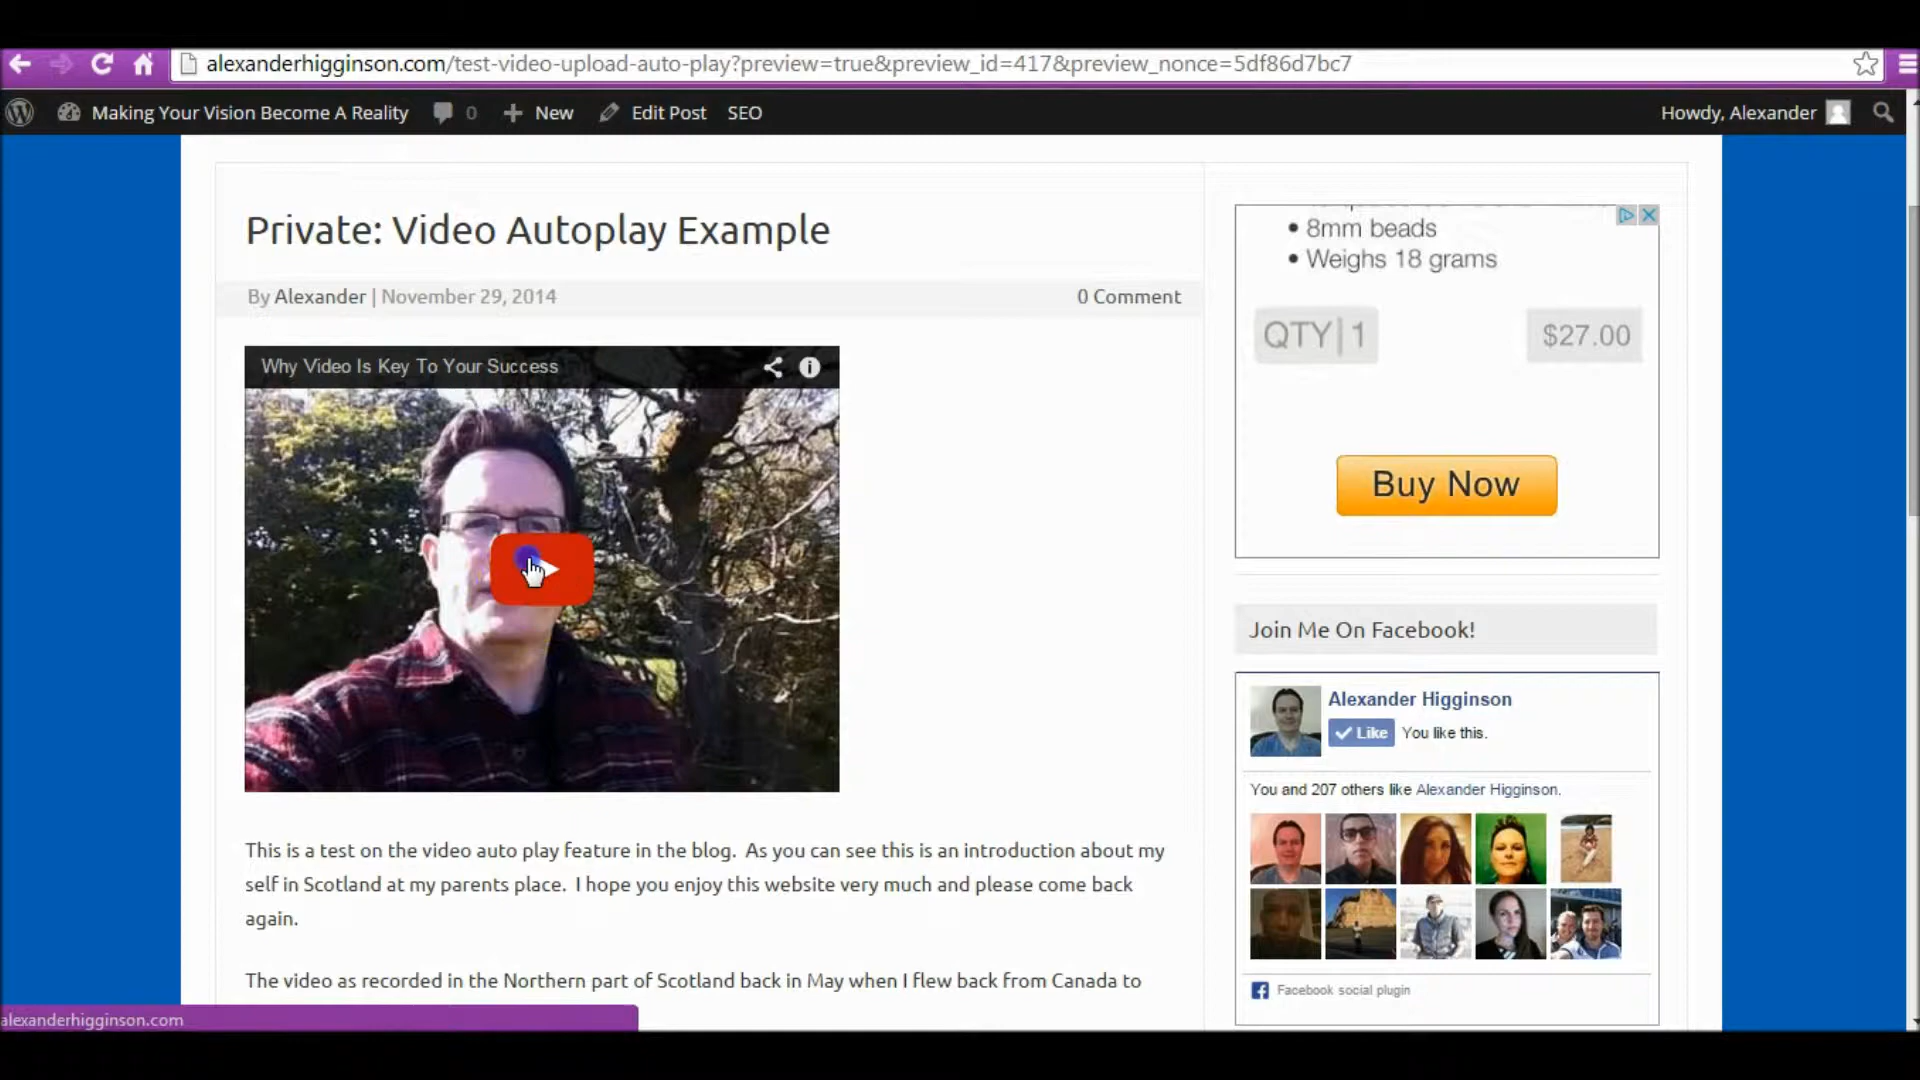 alexanderhigginson.com/test-video-upload-auto-play?preview=true&preview_id=417&preview_nonce=5df86d7bc7
Making Your Vision Become A Reality 0 New Edit Post SEO Howdy, Alexander
Private: Video Autoplay Example
By Alexander | November 29, 2014 0 Comment
Why Video Is Key To Your Success
This is a test on the video auto play feature in the blog. As you can see this is an introduction about my
self in Scotland at my parents place. I hope you enjoy this website very much and please come back
again.
The video as recorded in the Northern part of Scotland back in May when I flew back from Canada to
• 8mm beads
• Weighs 18 grams
QTY| 1 $27.00
Buy Now
Join Me On Facebook!
Alexander Higginson
Like You like this.
You and 207 others like Alexander Higginson.
Facebook social plugin
alexanderhigginson.com